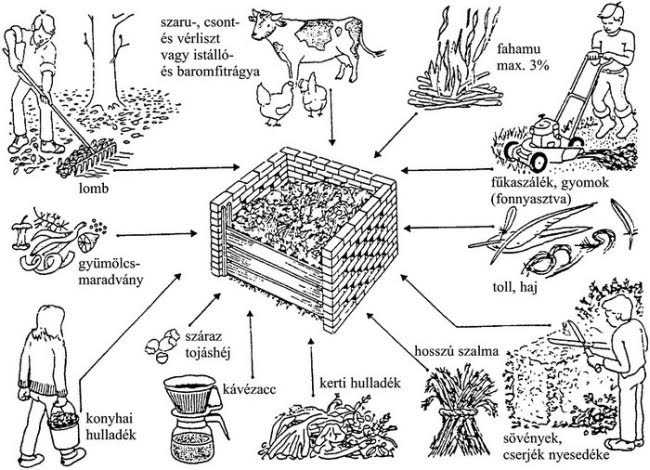 szaru-, csont-
és vérliszt
vagy istálló-
és baromfitrágya
fahamu
max. 3%
lomb
fűkaszálék, gyomok
(fonnyasztva)
gyümölcs-
maradvány
toll, haj
száraz
tojáshéj
kávézacc
kerti hulladék
hosszú szalma
konyhai
hulladék
sövények,
cserjék nyesedéke